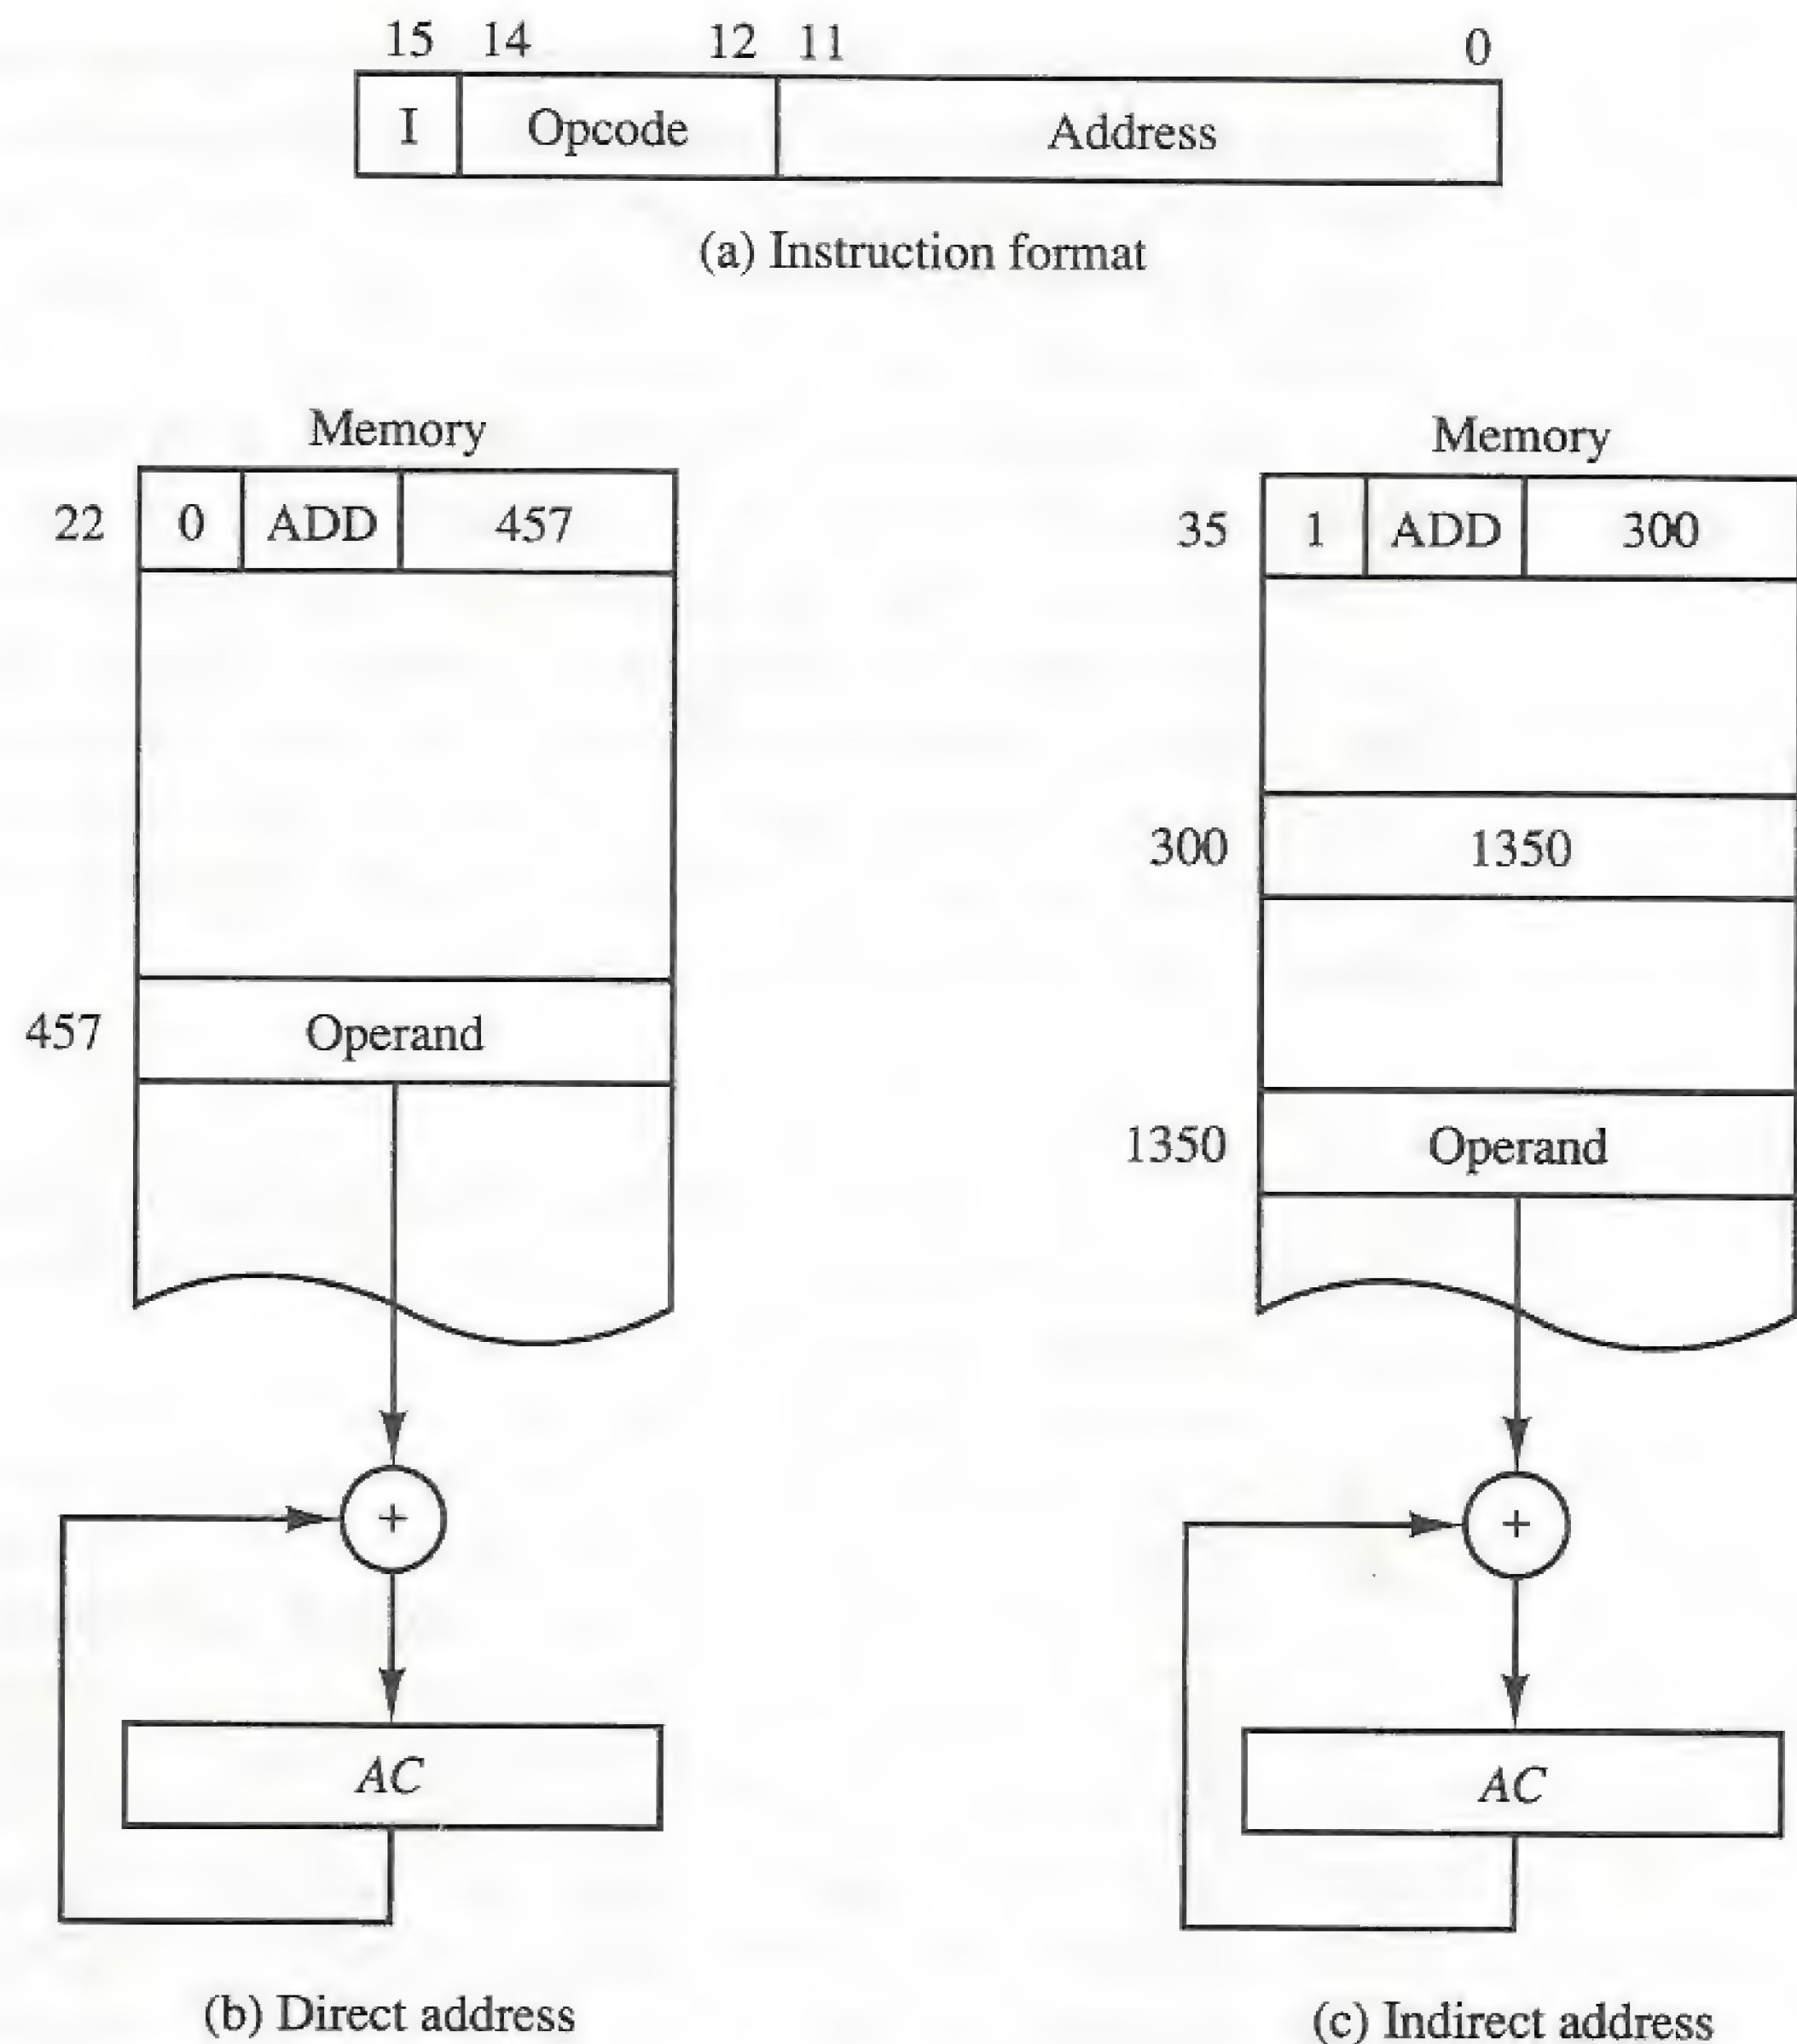 15 14 12 11 0
I Opcode Address
(a) Instruction format
Memory
22 0 ADD 457
457 Operand
+
AC
(b) Direct address
Memory
35 1 ADD 300
300 1350
1350 Operand
+
AC
(c) Indirect address